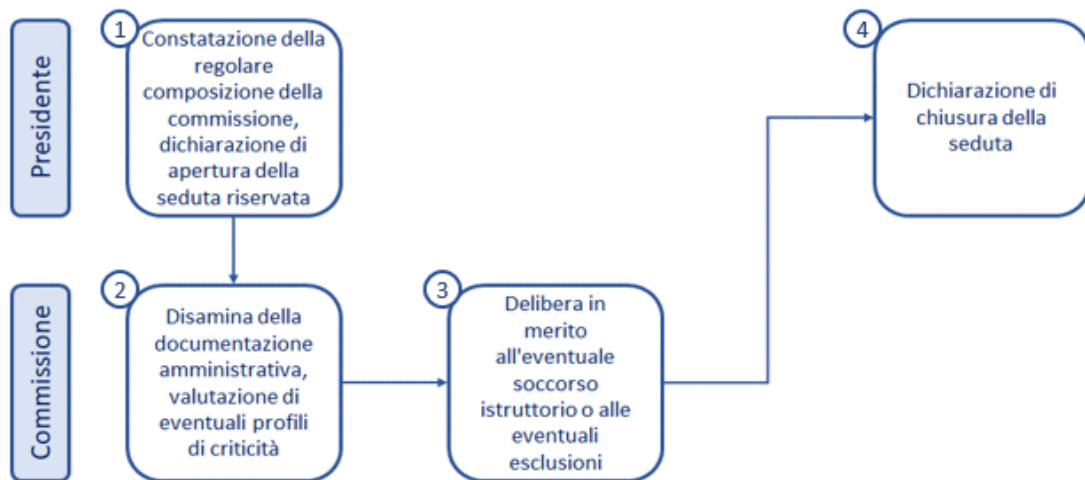 Presidente
1
Constatazione della
regolare
composizione della
commissione,
dichiarazione di
apertura della
seduta riservata
4
Dichiarazione di
chiusura della
seduta
Commissione
2
Disamina della
documentazione
amministrativa,
valutazione di
eventuali profili
di criticità
3
Delibera in
merito
all'eventuale
soccorso
istruttorio o alle
eventuali
esclusioni